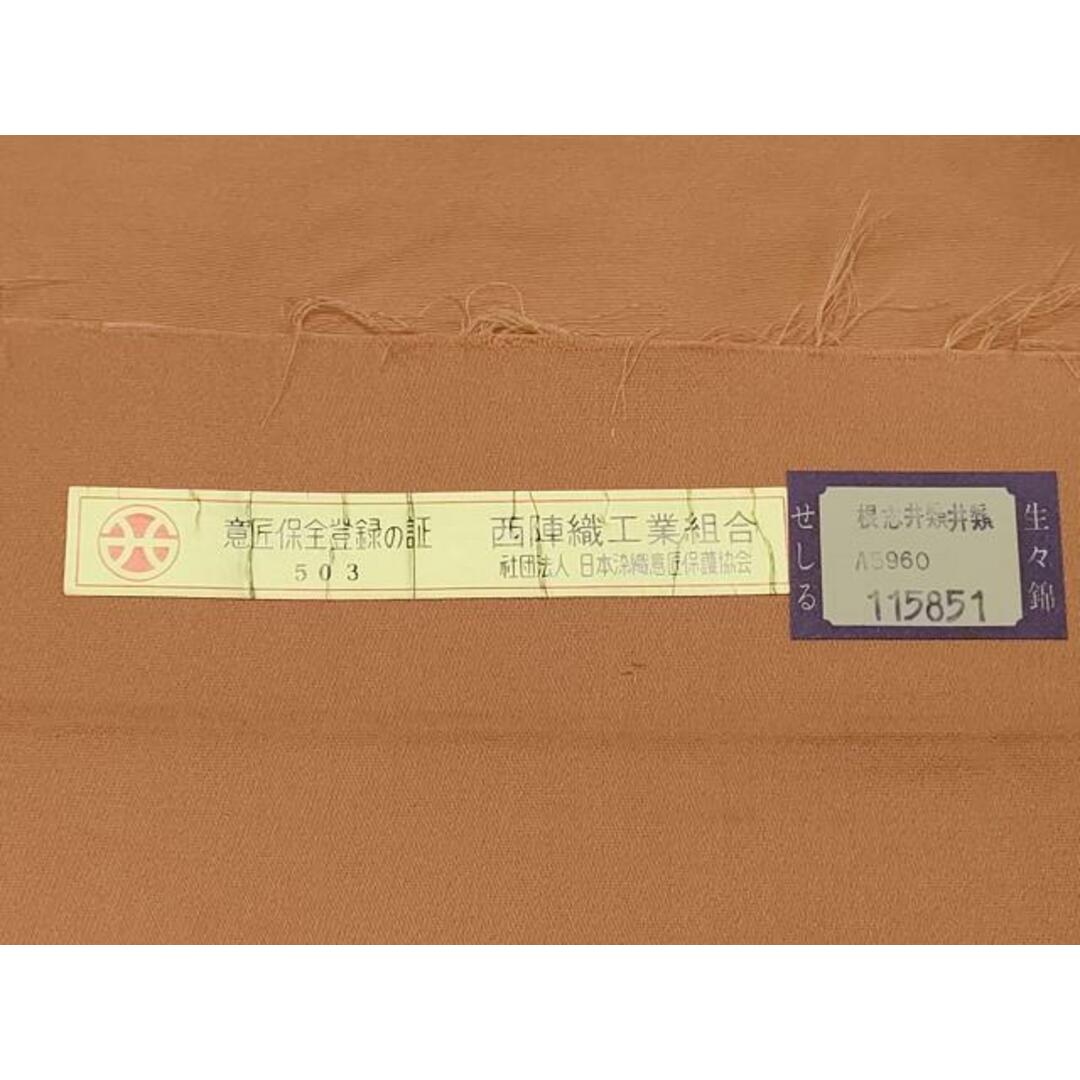 意匠保全登録の証
503
西陣織工業組合
社団法人 日本染織意匠保護協会
せしる
A5960
115851
生々錦